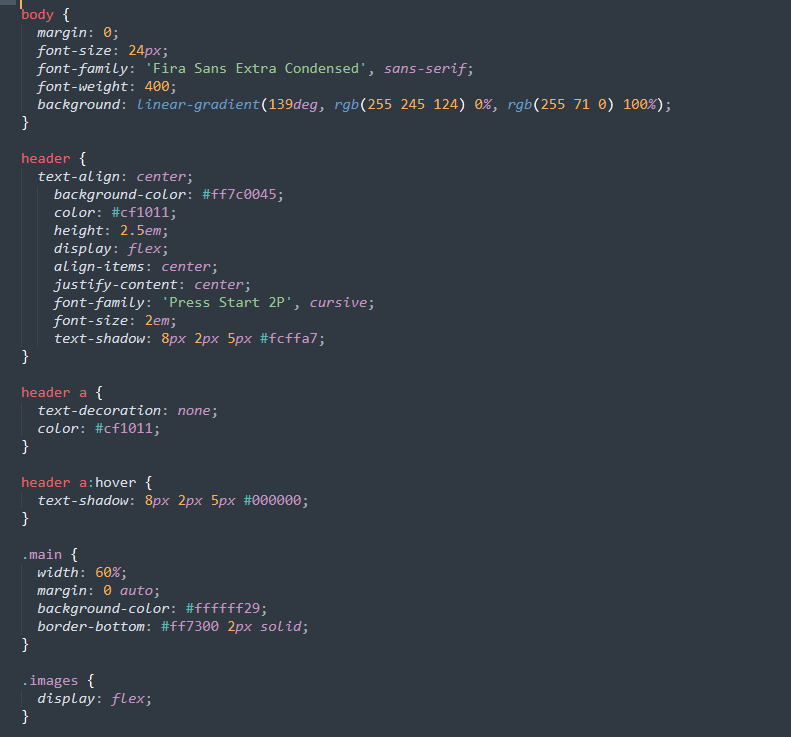 body {
  margin: 0;
  font-size: 24px;
  font-family: 'Fira Sans Extra Condensed', sans-serif;
  font-weight: 400;
  background: linear-gradient(139deg, rgb(255 245 124) 0%, rgb(255 71 0) 100%);
}

header {
  text-align: center;
    background-color: #ff7c0045;
    color: #cf1011;
    height: 2.5em;
    display: flex;
    align-items: center;
    justify-content: center;
    font-family: 'Press Start 2P', cursive;
    font-size: 2em;
    text-shadow: 8px 2px 5px #fcffa7;
}

header a {
  text-decoration: none;
  color: #cf1011;
}

header a:hover {
  text-shadow: 8px 2px 5px #000000;
}

.main {
  width: 60%;
  margin: 0 auto;
  background-color: #ffffff29;
  border-bottom: #ff7300 2px solid;
}

.images {
  display: flex;
}